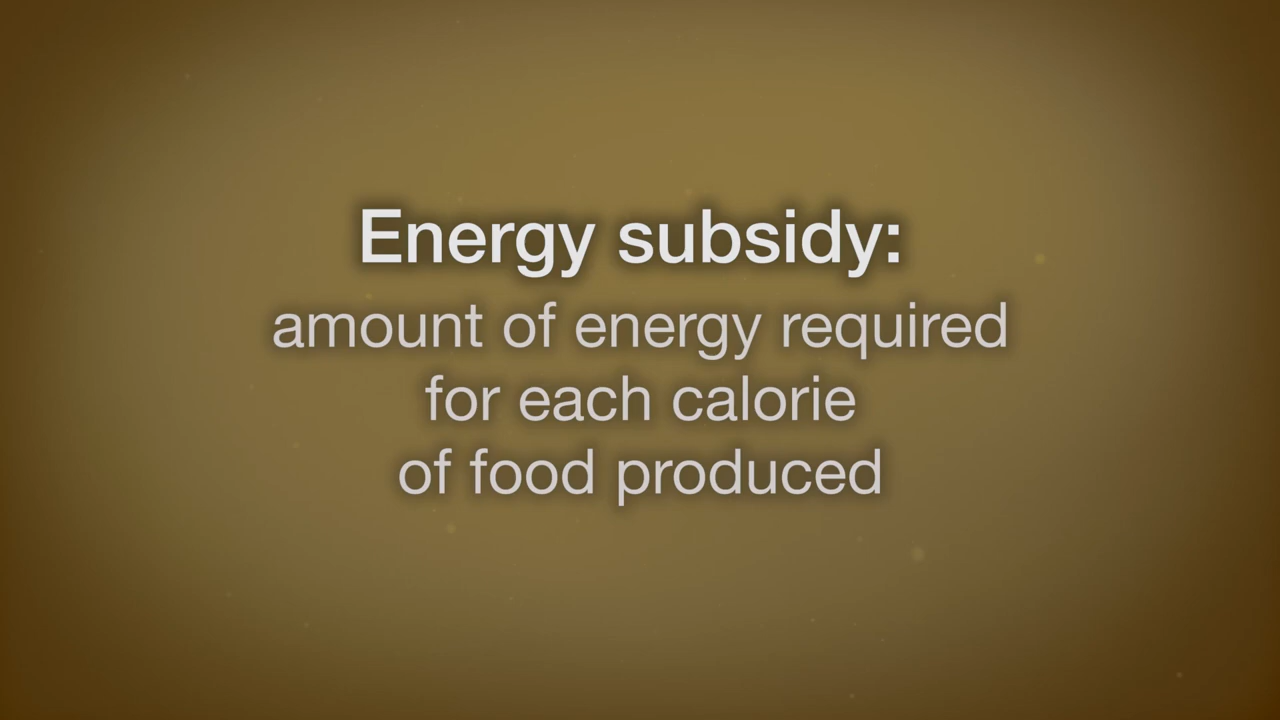 Energy subsidy:
amount of energy required
for each calorie
of food produced